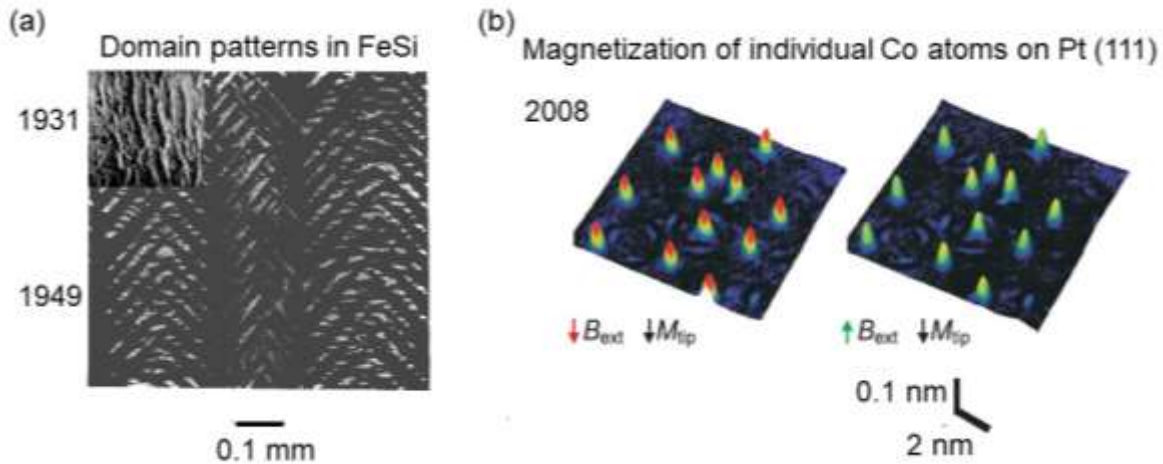 (a)
Domain patterns in FeSi
1931
1949
0.1 mm
(b)
Magnetization of individual Co atoms on Pt (111)
2008
↓Bext ↓Mtip
↑Bext ↓Mtip
0.1 nm
2 nm